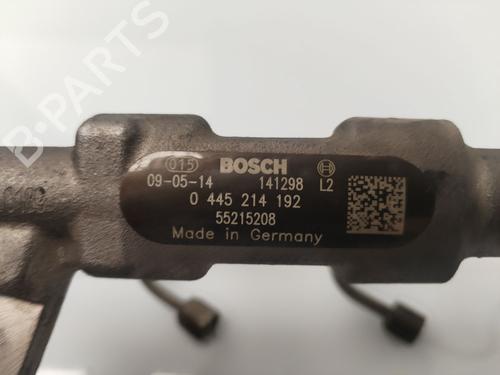 B-PARTS
015 BOSCH
09-05-14 141298 L2
0 445 214 192
55215208
Made in Germany